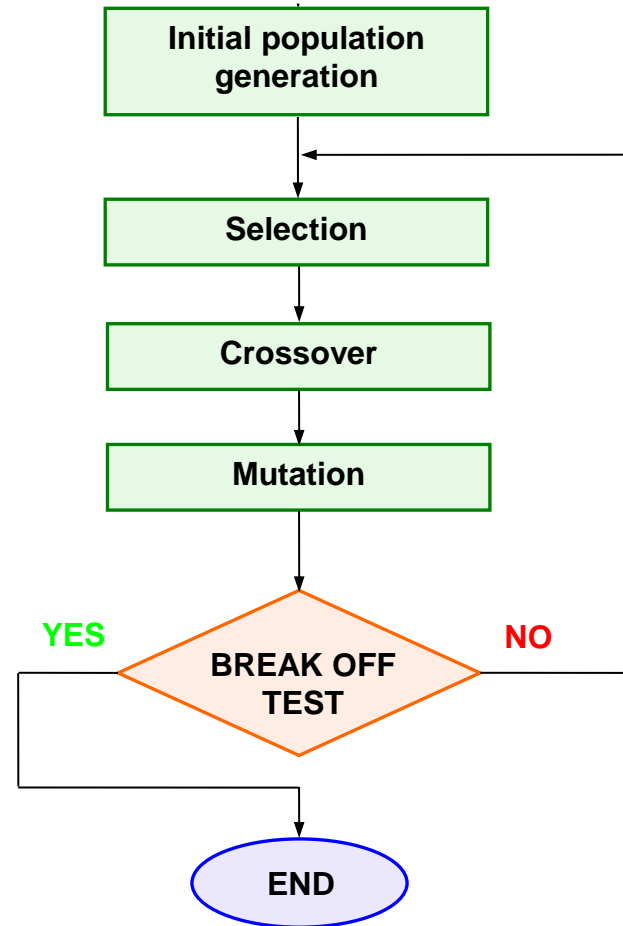 Initial population
generation
Selection
Crossover
Mutation
YES
NO
BREAK OFF
TEST
END